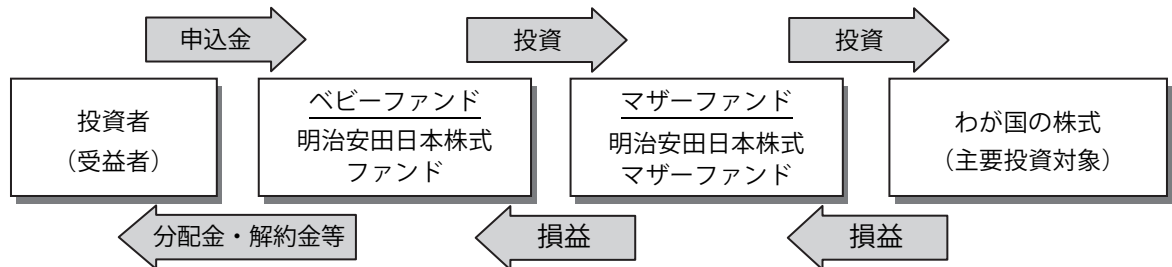 申込金
投資
投資
投資者
（受益者）
ベビーファンド
明治安田日本株式
ファンド
マザーファンド
明治安田日本株式
マザーファンド
わが国の株式
（主要投資対象）
分配金・解約金等
損益
損益